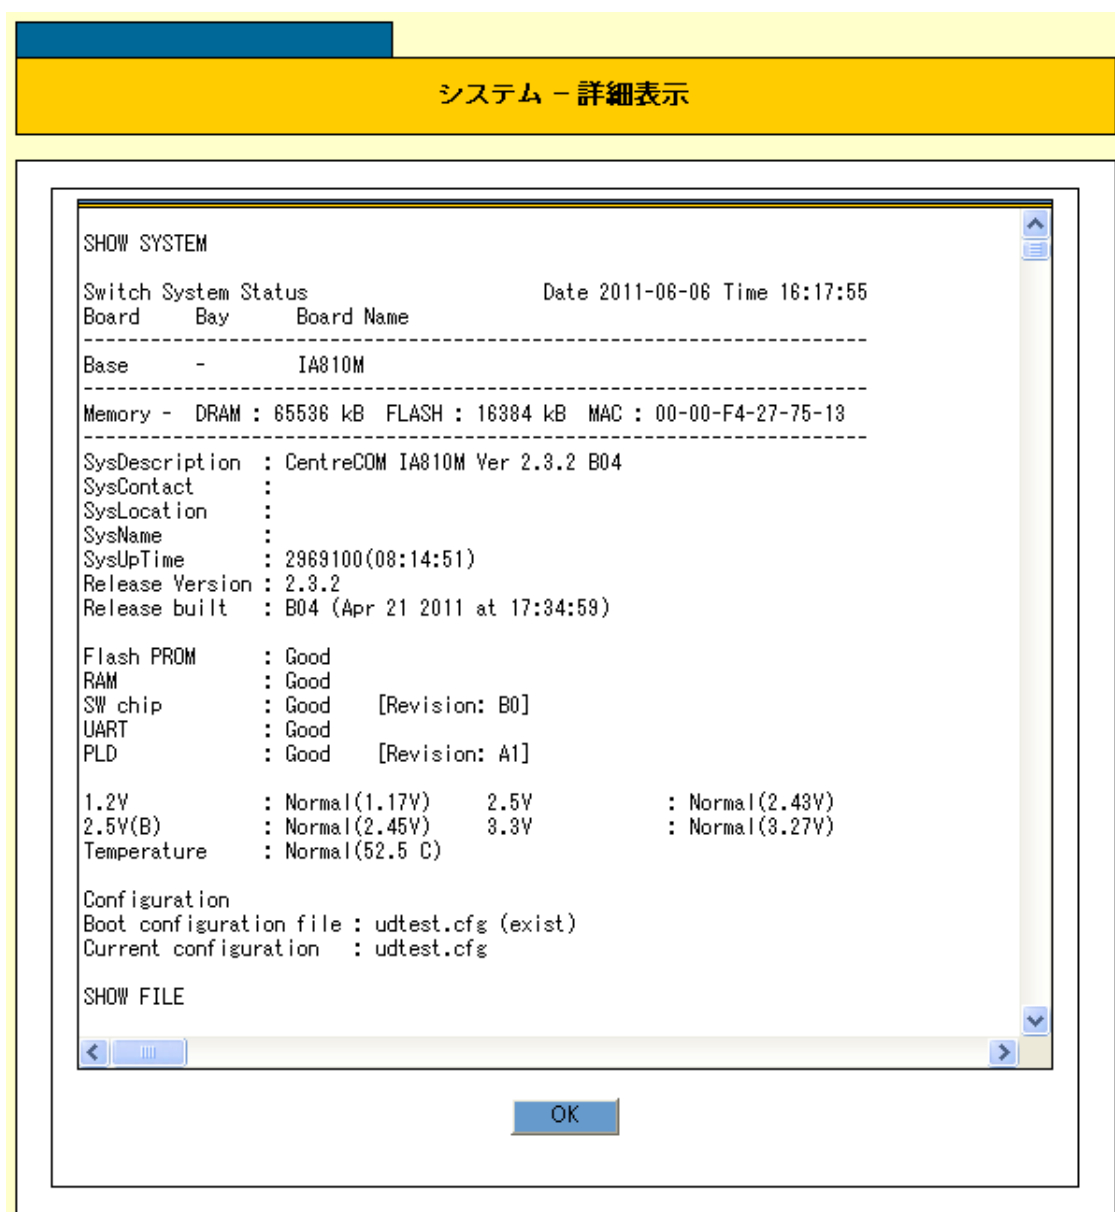 システム － 詳細表示
SHOW SYSTEM
Switch System Status Date 2011-06-06 Time 16:17:55
Board Bay Board Name
----------------------------------------------------------------------
Base - IA810M
----------------------------------------------------------------------
Memory - DRAM : 65536 kB FLASH : 16384 kB MAC : 00-00-F4-27-75-13
----------------------------------------------------------------------
SysDescription : CentreCOM IA810M Ver 2.3.2 B04
SysContact :
SysLocation :
SysName :
SysUpTime : 2969100(08:14:51)
Release Version : 2.3.2
Release built : B04 (Apr 21 2011 at 17:34:59)
Flash PROM : Good
RAM : Good
SW chip : Good [Revision: B0]
UART : Good
PLD : Good [Revision: A1]
1.2V : Normal(1.17V) 2.5V : Normal(2.43V)
2.5V(B) : Normal(2.45V) 3.3V : Normal(3.27V)
Temperature : Normal(52.5 C)
Configuration
Boot configuration file : udtest.cfg (exist)
Current configuration : udtest.cfg
SHOW FILE
OK